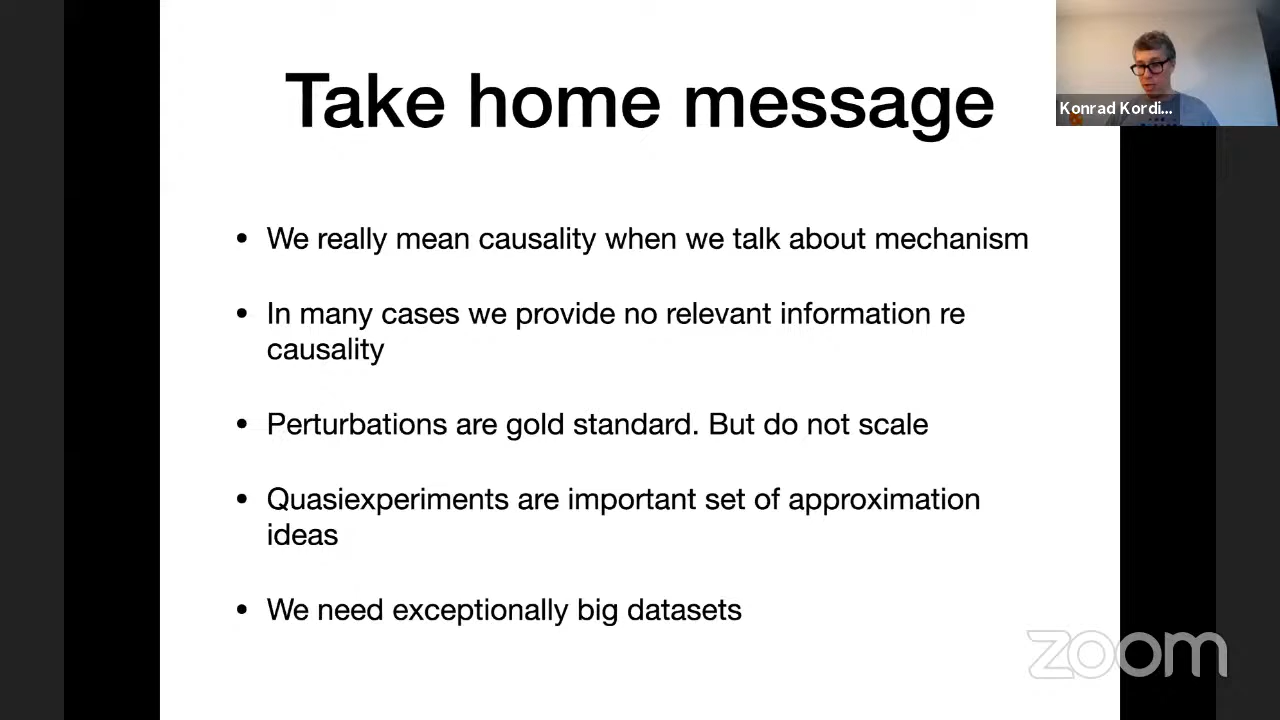 Take home message
Konrad Kordi...
• We really mean causality when we talk about mechanism
• In many cases we provide no relevant information re
causality
• Perturbations are gold standard. But do not scale
• Quasiexperiments are important set of approximation
ideas
• We need exceptionally big datasets
zoom